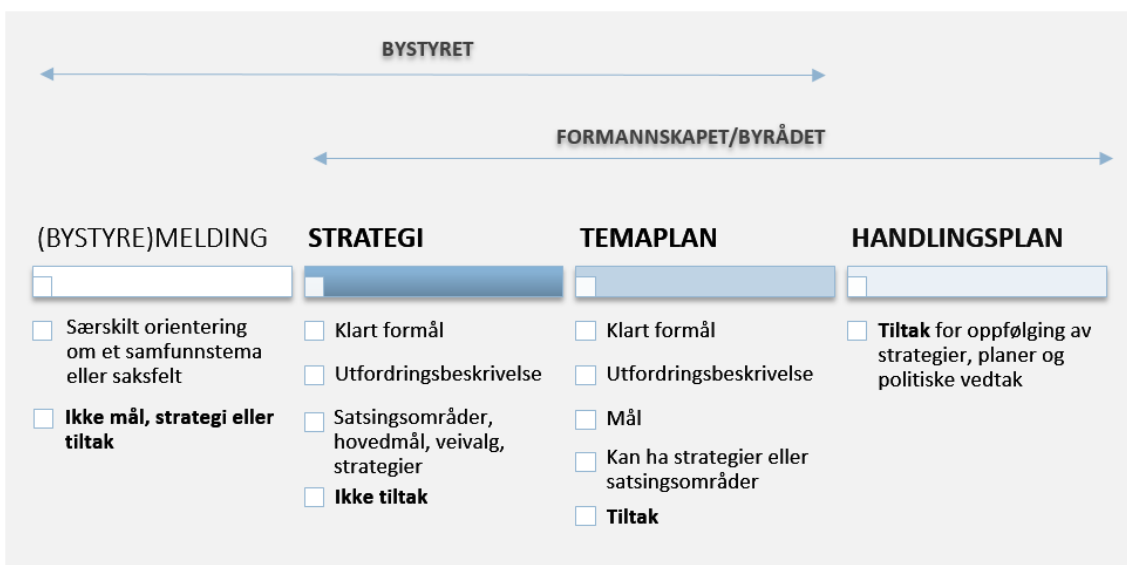 BYSTYRET
FORMANNSKAPET/BYRÅDET
(BYSTYRE)MELDING
Særskilt orientering
om et samfunnstema
eller saksfelt
Ikke mål, strategi eller
tiltak
STRATEGI
Klart formål
Utfordringsbeskrivelse
Satsingsområder,
hovedmål, veivalg,
strategier
Ikke tiltak
TEMAPLAN
Klart formål
Utfordringsbeskrivelse
Mål
Kan ha strategier eller
satsingsområder
Tiltak
HANDLINGSPLAN
Tiltak for oppfølging av
strategier, planer og
politiske vedtak